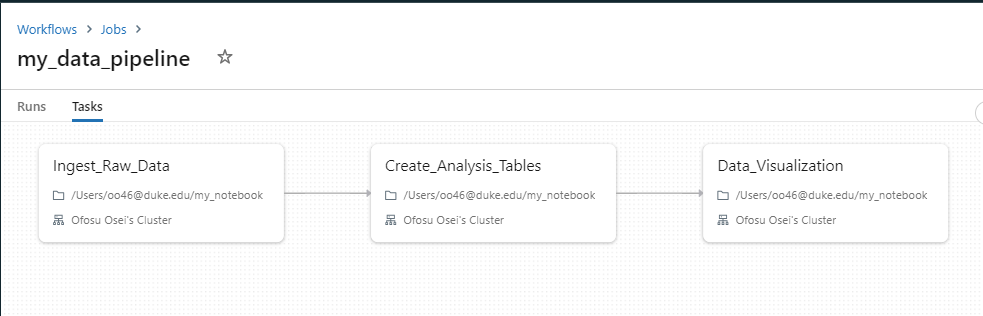 Workflows > Jobs >
my_data_pipeline
Runs Tasks
Ingest_Raw_Data
/Users/oo46@duke.edu/my_notebook
Ofosu Osei's Cluster
Create_Analysis_Tables
/Users/oo46@duke.edu/my_notebook
Ofosu Osei's Cluster
Data_Visualization
/Users/oo46@duke.edu/my_notebook
Ofosu Osei's Cluster